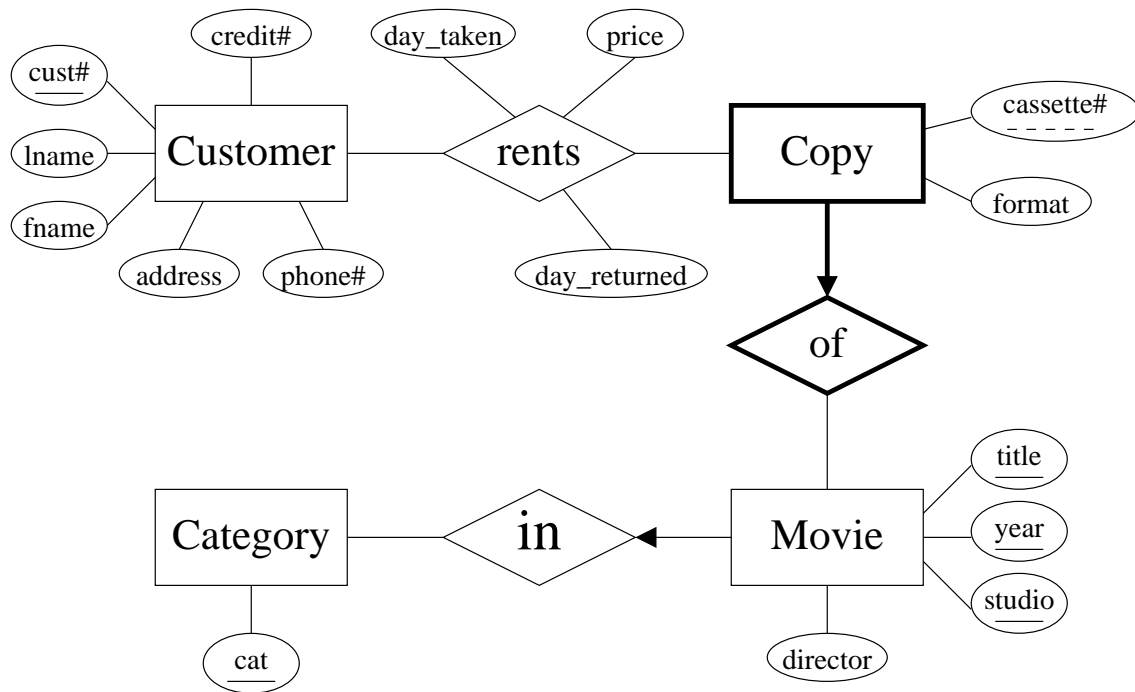 credit#
day_taken
price
cust#
cassette#
Customer
rents
Copy
lname
format
fname
address
phone#
day_returned
of
title
Category
in
Movie
year
studio
cat
director